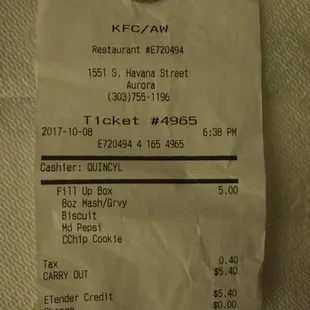 KFC/AW
Restaurant #E720494
1551 S. Havana Street
Aurora
(303)755-1196
Ticket #4965
2017-10-08 6:38 PM
E720494 4 165 4965
Cashier: QUINCYL
Fill Up Box 5.00
8oz Mash/Grvy
Biscuit
Md Pepsi
CChip Cookie
Tax 0.40
CARRY OUT $5.40
ETender Credit $5.40
Change $0.00